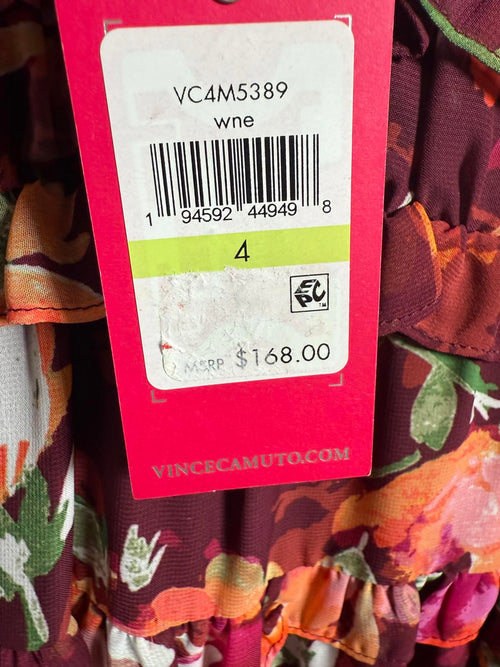 VC4M5389
wne
1 94592 44949 8
4
EPC
MSRP $168.00
VINCECAMUTO.COM